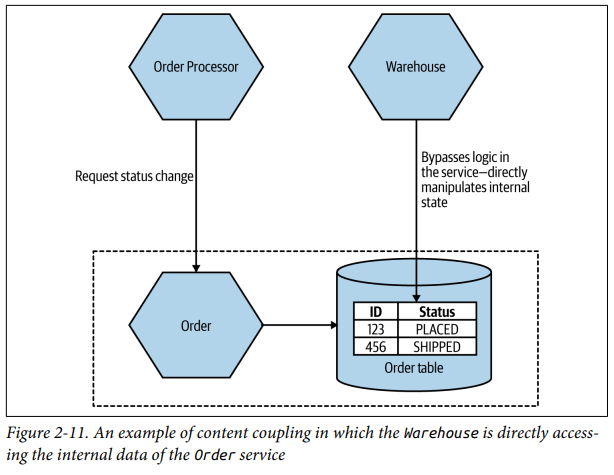 Order Processor
Warehouse
Request status change
Bypasses logic in
the service—directly
manipulates internal
state
Order
ID Status
123 PLACED
456 SHIPPED
Order table
Figure 2-11. An example of content coupling in which the Warehouse is directly access-
ing the internal data of the Order service